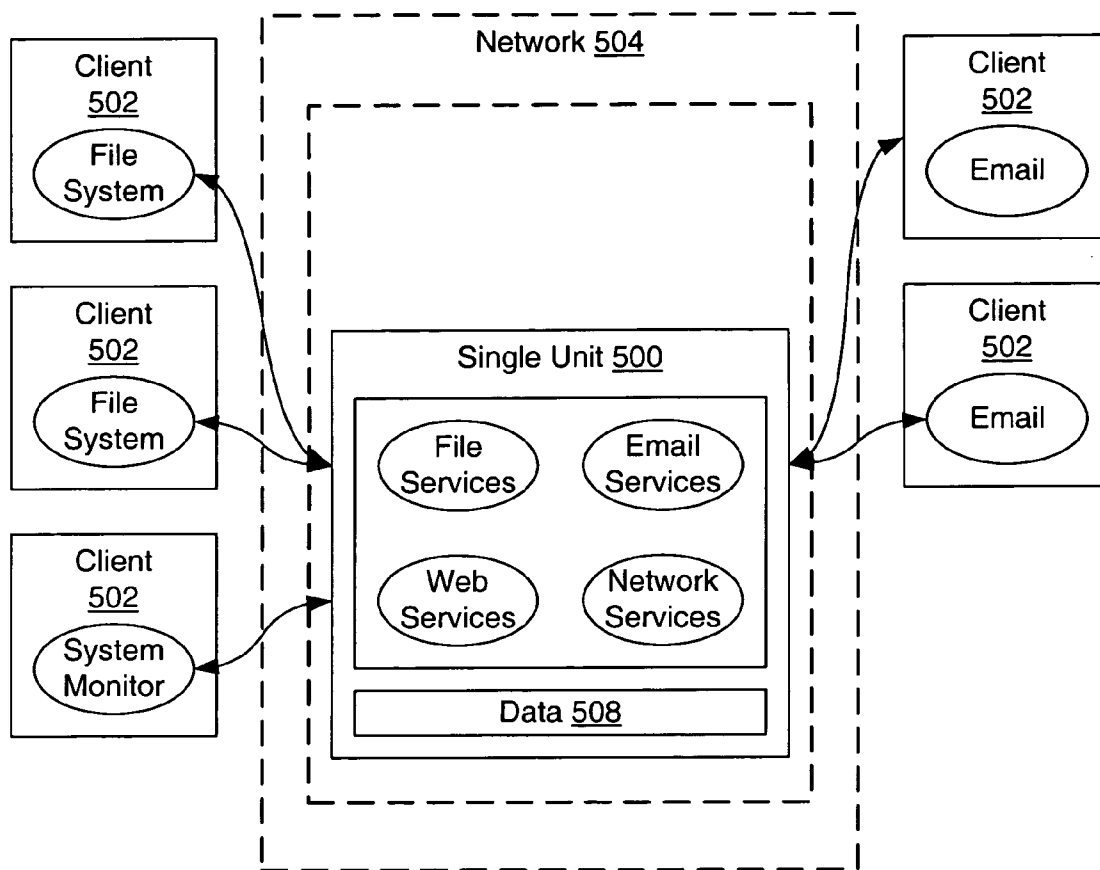 Network 504
Client
502
File
System
Client
502
File
System
Client
502
System
Monitor
Single Unit 500
File
Services
Email
Services
Web
Services
Network
Services
Data 508
Client
502
Email
Client
502
Email